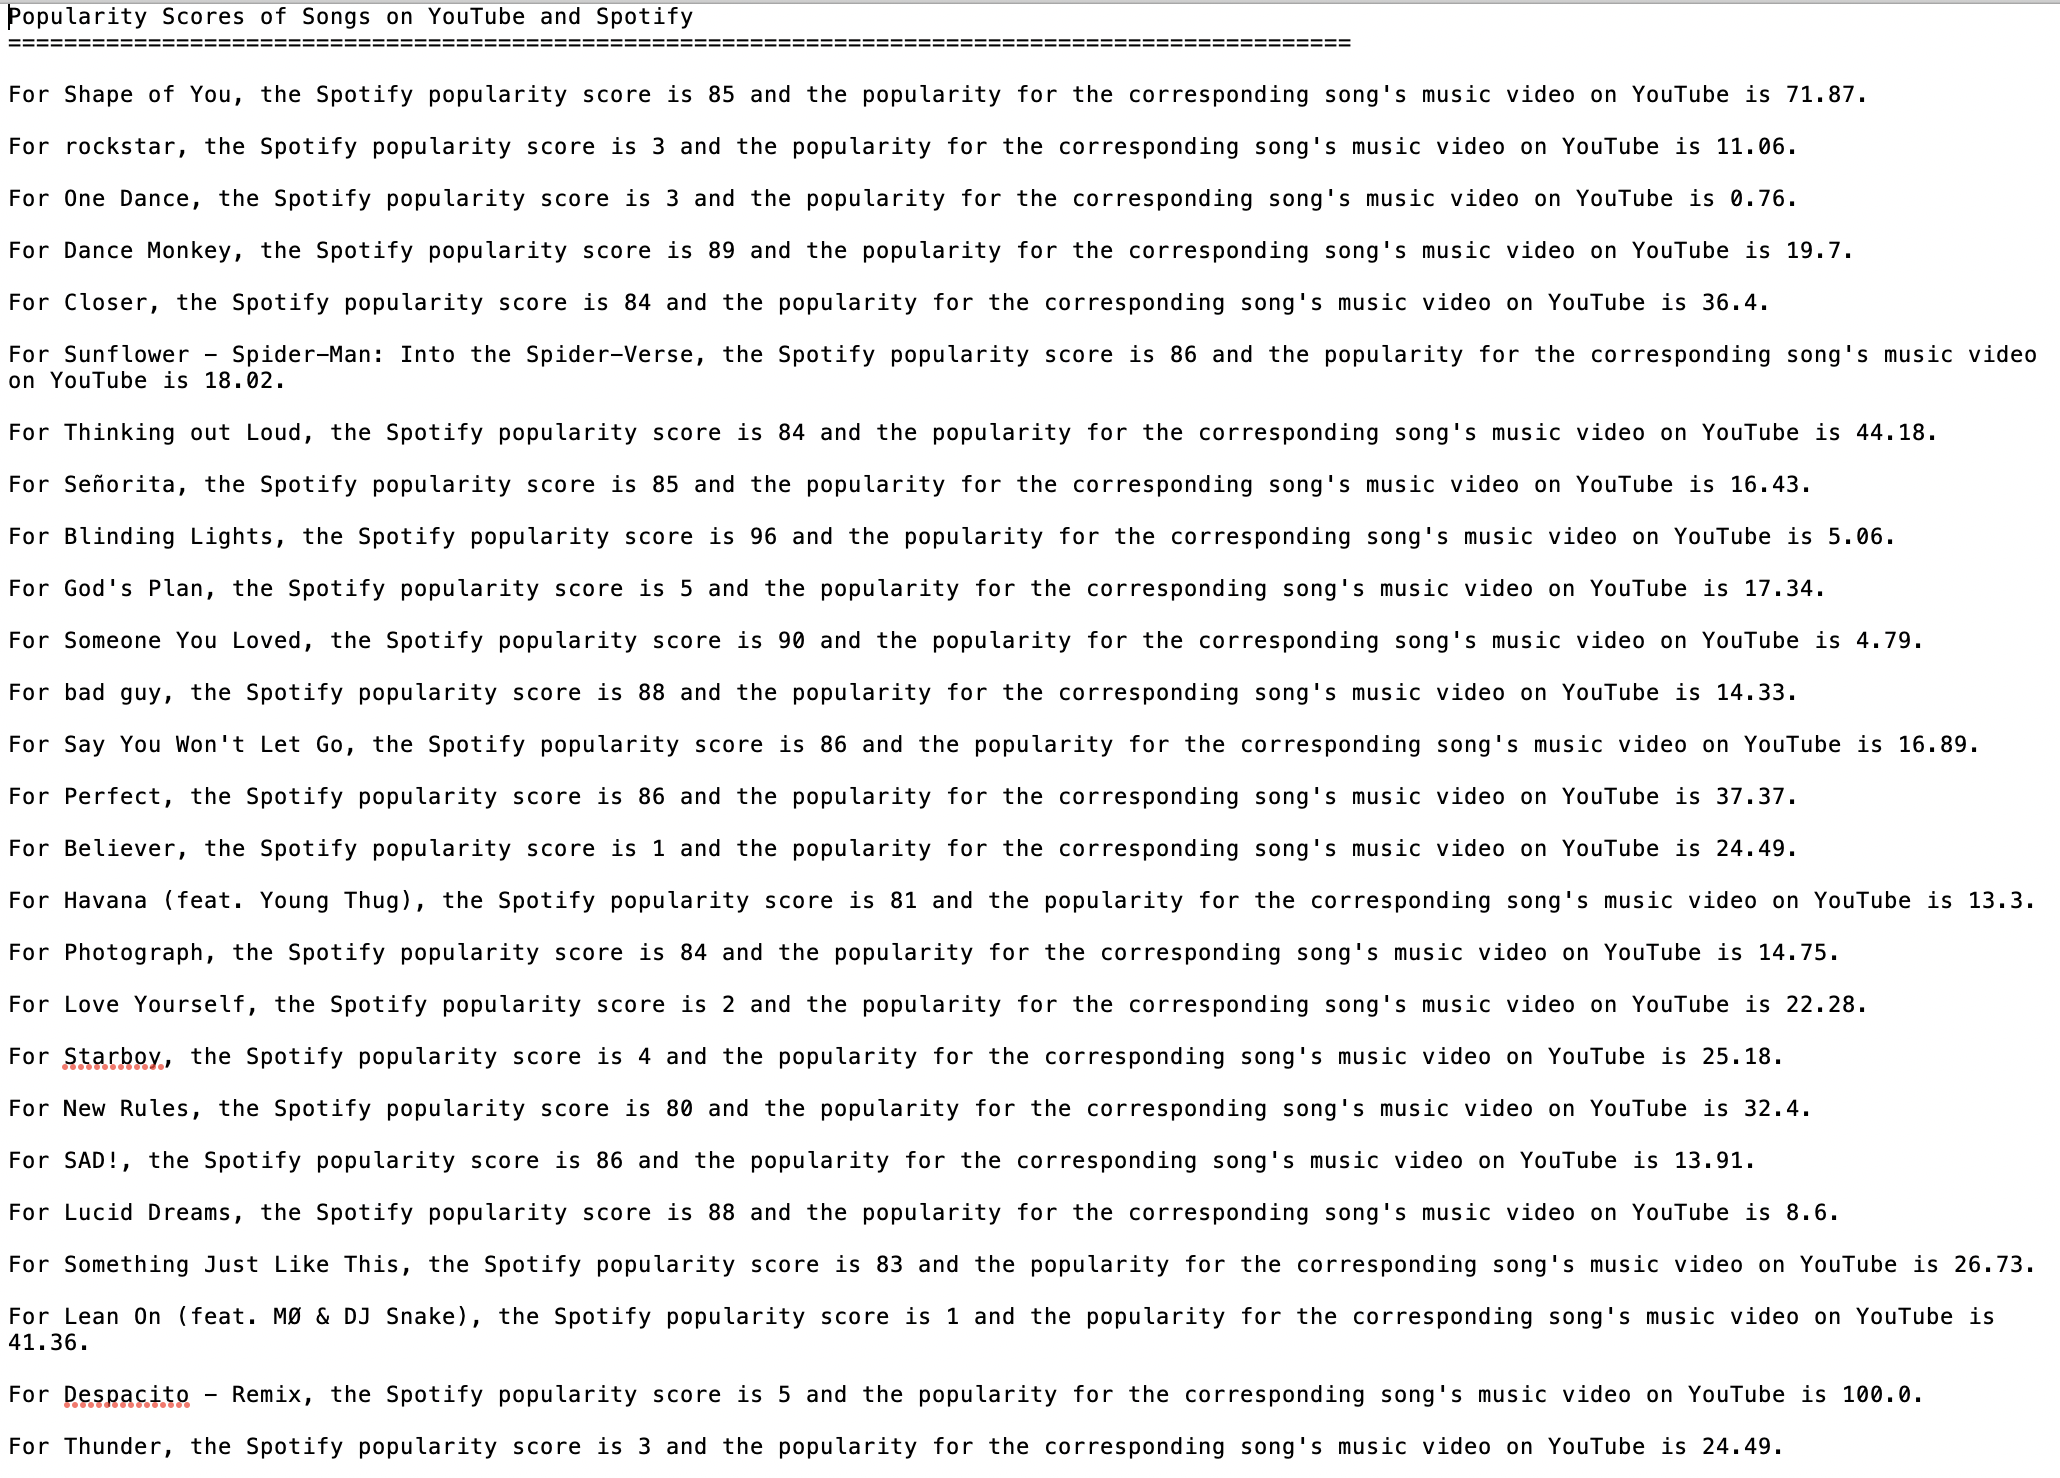 Popularity Scores of Songs on YouTube and Spotify
================================================================================================
For Shape of You, the Spotify popularity score is 85 and the popularity for the corresponding song's music video on YouTube is 71.87.
For rockstar, the Spotify popularity score is 3 and the popularity for the corresponding song's music video on YouTube is 11.06.
For One Dance, the Spotify popularity score is 3 and the popularity for the corresponding song's music video on YouTube is 0.76.
For Dance Monkey, the Spotify popularity score is 89 and the popularity for the corresponding song's music video on YouTube is 19.7.
For Closer, the Spotify popularity score is 84 and the popularity for the corresponding song's music video on YouTube is 36.4.
For Sunflower – Spider–Man: Into the Spider–Verse, the Spotify popularity score is 86 and the popularity for the corresponding song's music video
on YouTube is 18.02.
For Thinking out Loud, the Spotify popularity score is 84 and the popularity for the corresponding song's music video on YouTube is 44.18.
For Señorita, the Spotify popularity score is 85 and the popularity for the corresponding song's music video on YouTube is 16.43.
For Blinding Lights, the Spotify popularity score is 96 and the popularity for the corresponding song's music video on YouTube is 5.06.
For God's Plan, the Spotify popularity score is 5 and the popularity for the corresponding song's music video on YouTube is 17.34.
For Someone You Loved, the Spotify popularity score is 90 and the popularity for the corresponding song's music video on YouTube is 4.79.
For bad guy, the Spotify popularity score is 88 and the popularity for the corresponding song's music video on YouTube is 14.33.
For Say You Won't Let Go, the Spotify popularity score is 86 and the popularity for the corresponding song's music video on YouTube is 16.89.
For Perfect, the Spotify popularity score is 86 and the popularity for the corresponding song's music video on YouTube is 37.37.
For Believer, the Spotify popularity score is 1 and the popularity for the corresponding song's music video on YouTube is 24.49.
For Havana (feat. Young Thug), the Spotify popularity score is 81 and the popularity for the corresponding song's music video on YouTube is 13.3.
For Photograph, the Spotify popularity score is 84 and the popularity for the corresponding song's music video on YouTube is 14.75.
For Love Yourself, the Spotify popularity score is 2 and the popularity for the corresponding song's music video on YouTube is 22.28.
For Starboy, the Spotify popularity score is 4 and the popularity for the corresponding song's music video on YouTube is 25.18.
For New Rules, the Spotify popularity score is 80 and the popularity for the corresponding song's music video on YouTube is 32.4.
For SAD!, the Spotify popularity score is 86 and the popularity for the corresponding song's music video on YouTube is 13.91.
For Lucid Dreams, the Spotify popularity score is 88 and the popularity for the corresponding song's music video on YouTube is 8.6.
For Something Just Like This, the Spotify popularity score is 83 and the popularity for the corresponding song's music video on YouTube is 26.73.
For Lean On (feat. MØ & DJ Snake), the Spotify popularity score is 1 and the popularity for the corresponding song's music video on YouTube is
41.36.
For Despacito – Remix, the Spotify popularity score is 5 and the popularity for the corresponding song's music video on YouTube is 100.0.
For Thunder, the Spotify popularity score is 3 and the popularity for the corresponding song's music video on YouTube is 24.49.